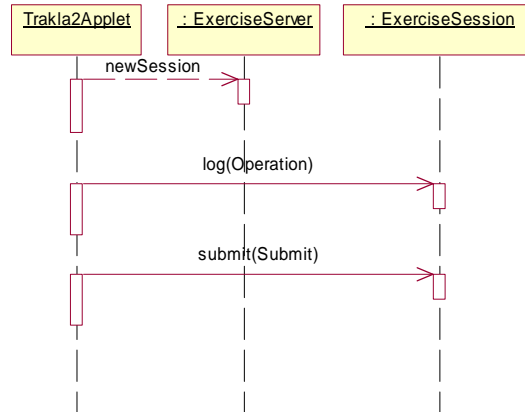 Trakla2Applet
: ExerciseServer
: ExerciseSession
newSession
log(Operation)
submit(Submit)